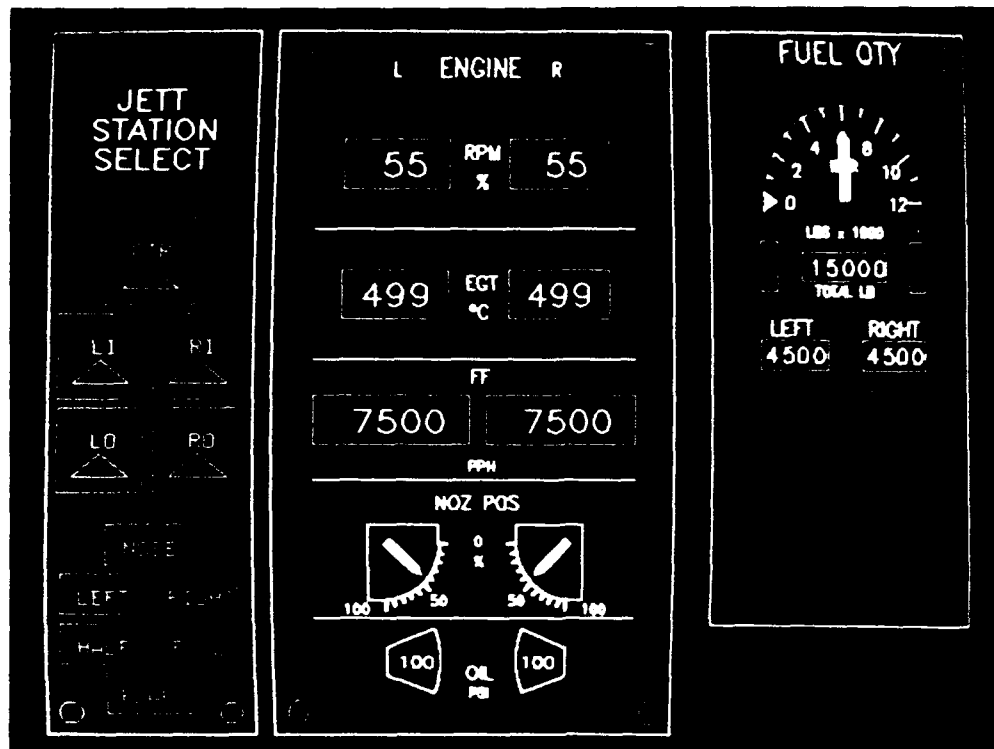 JETT
STATION
SELECT
CTR
LI RI
LO RO
NOSE
LEFT RIGHT
L ENGINE R
55 RPM 55
%
499 EGT 499
°C
FF
7500 7500
PPH
NOZ POS
0
%
100 50 50 100
100 OIL 100
PSI
FUEL QTY
4 8
2 10
0 12
LBS x 1000
15000
TOTAL LB
LEFT RIGHT
4500 4500